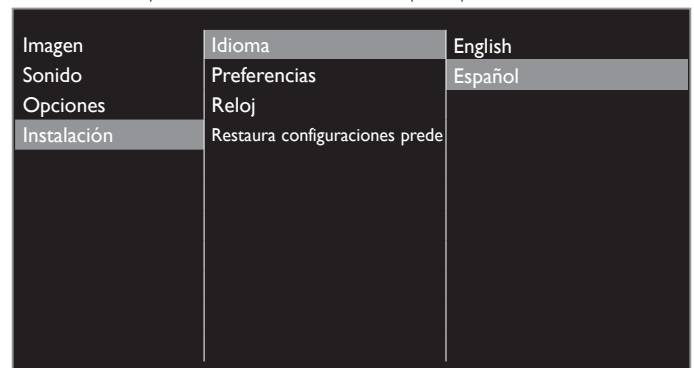 Imagen
Sonido
Opciones
Instalación
Idioma
Preferencias
Reloj
Restaura configuraciones prede
English
Español